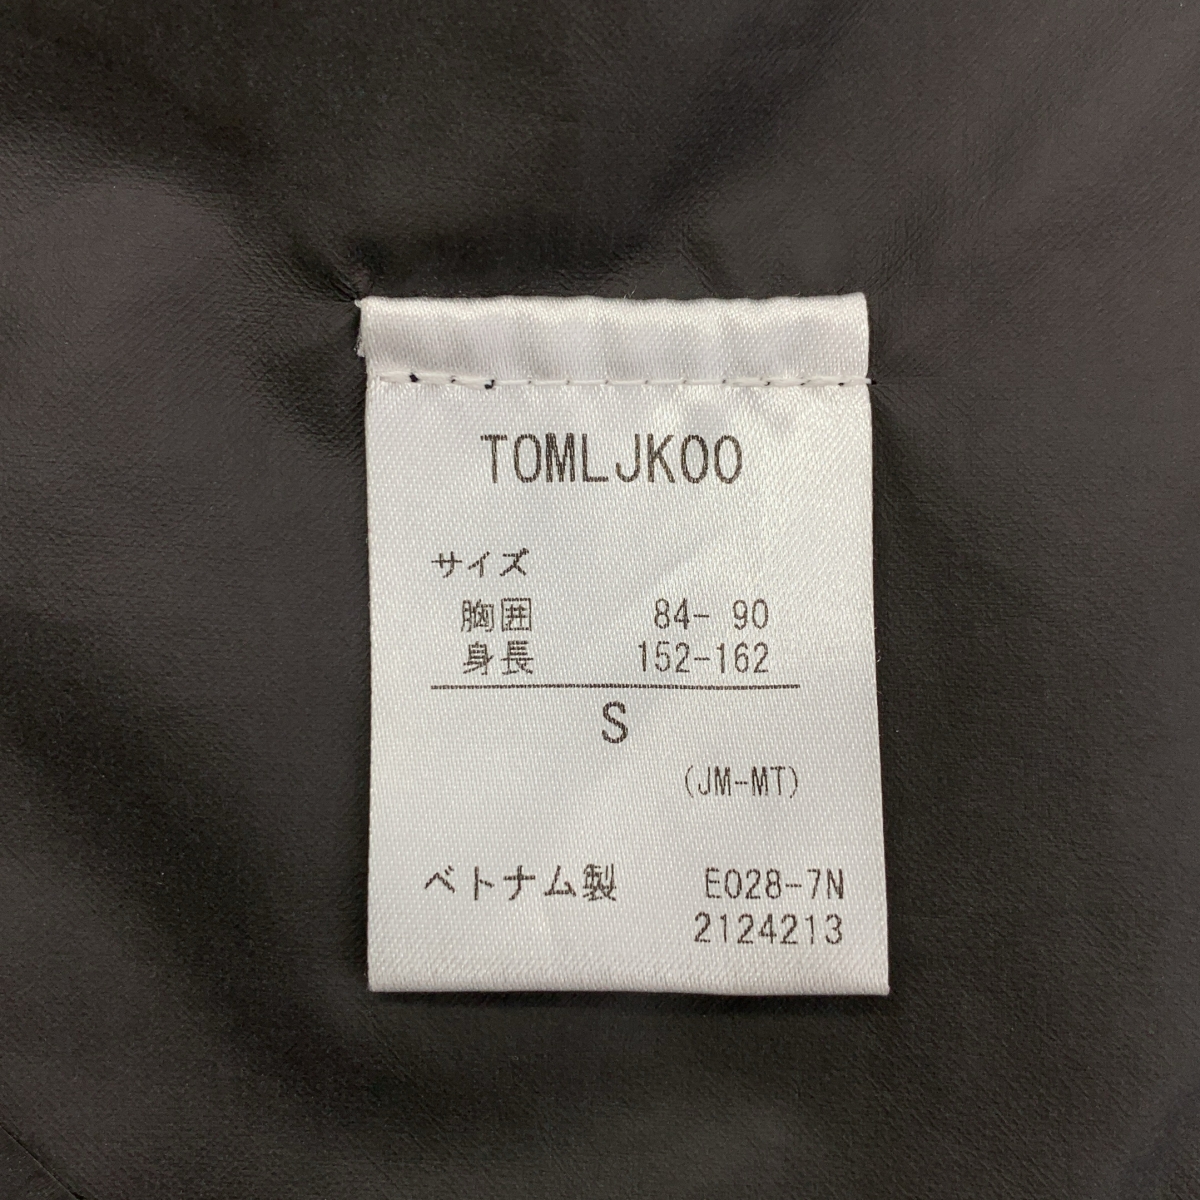 TOMLJK00
サイズ
胸囲 84- 90
身長 152-162
S
(JM-MT)
ベトナム製 E028-7N
2124213